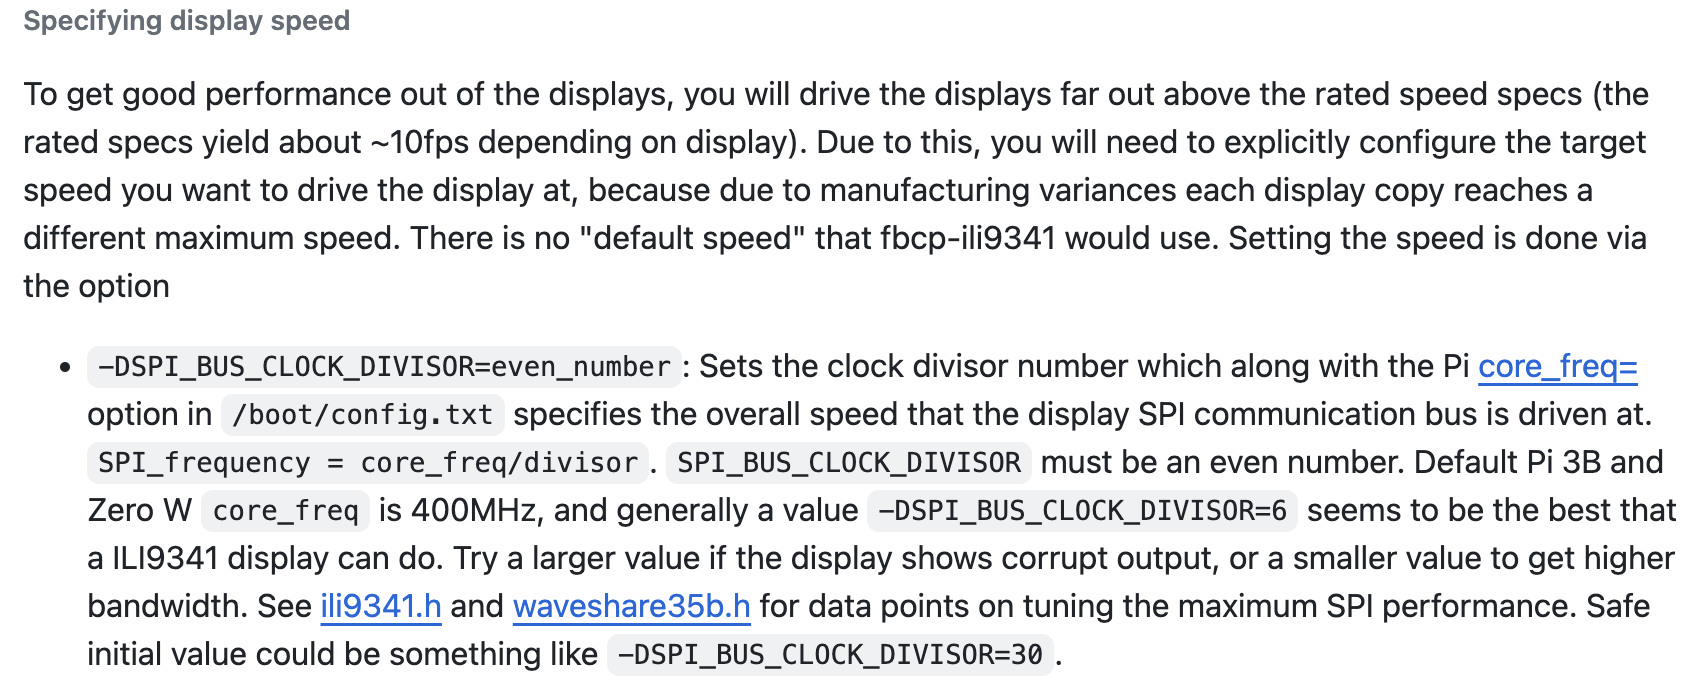 Specifying display speed
To get good performance out of the displays, you will drive the displays far out above the rated speed specs (the
rated specs yield about ~10fps depending on display). Due to this, you will need to explicitly configure the target
speed you want to drive the display at, because due to manufacturing variances each display copy reaches a
different maximum speed. There is no "default speed" that fbcp-ili9341 would use. Setting the speed is done via
the option
• -DSPI_BUS_CLOCK_DIVISOR=even_number: Sets the clock divisor number which along with the Pi core_freq=
option in /boot/config.txt specifies the overall speed that the display SPI communication bus is driven at.
SPI_frequency = core_freq/divisor. SPI_BUS_CLOCK_DIVISOR must be an even number. Default Pi 3B and
Zero W core_freq is 400MHz, and generally a value -DSPI_BUS_CLOCK_DIVISOR=6 seems to be the best that
a ILI9341 display can do. Try a larger value if the display shows corrupt output, or a smaller value to get higher
bandwidth. See ili9341.h and waveshare35b.h for data points on tuning the maximum SPI performance. Safe
initial value could be something like -DSPI_BUS_CLOCK_DIVISOR=30.